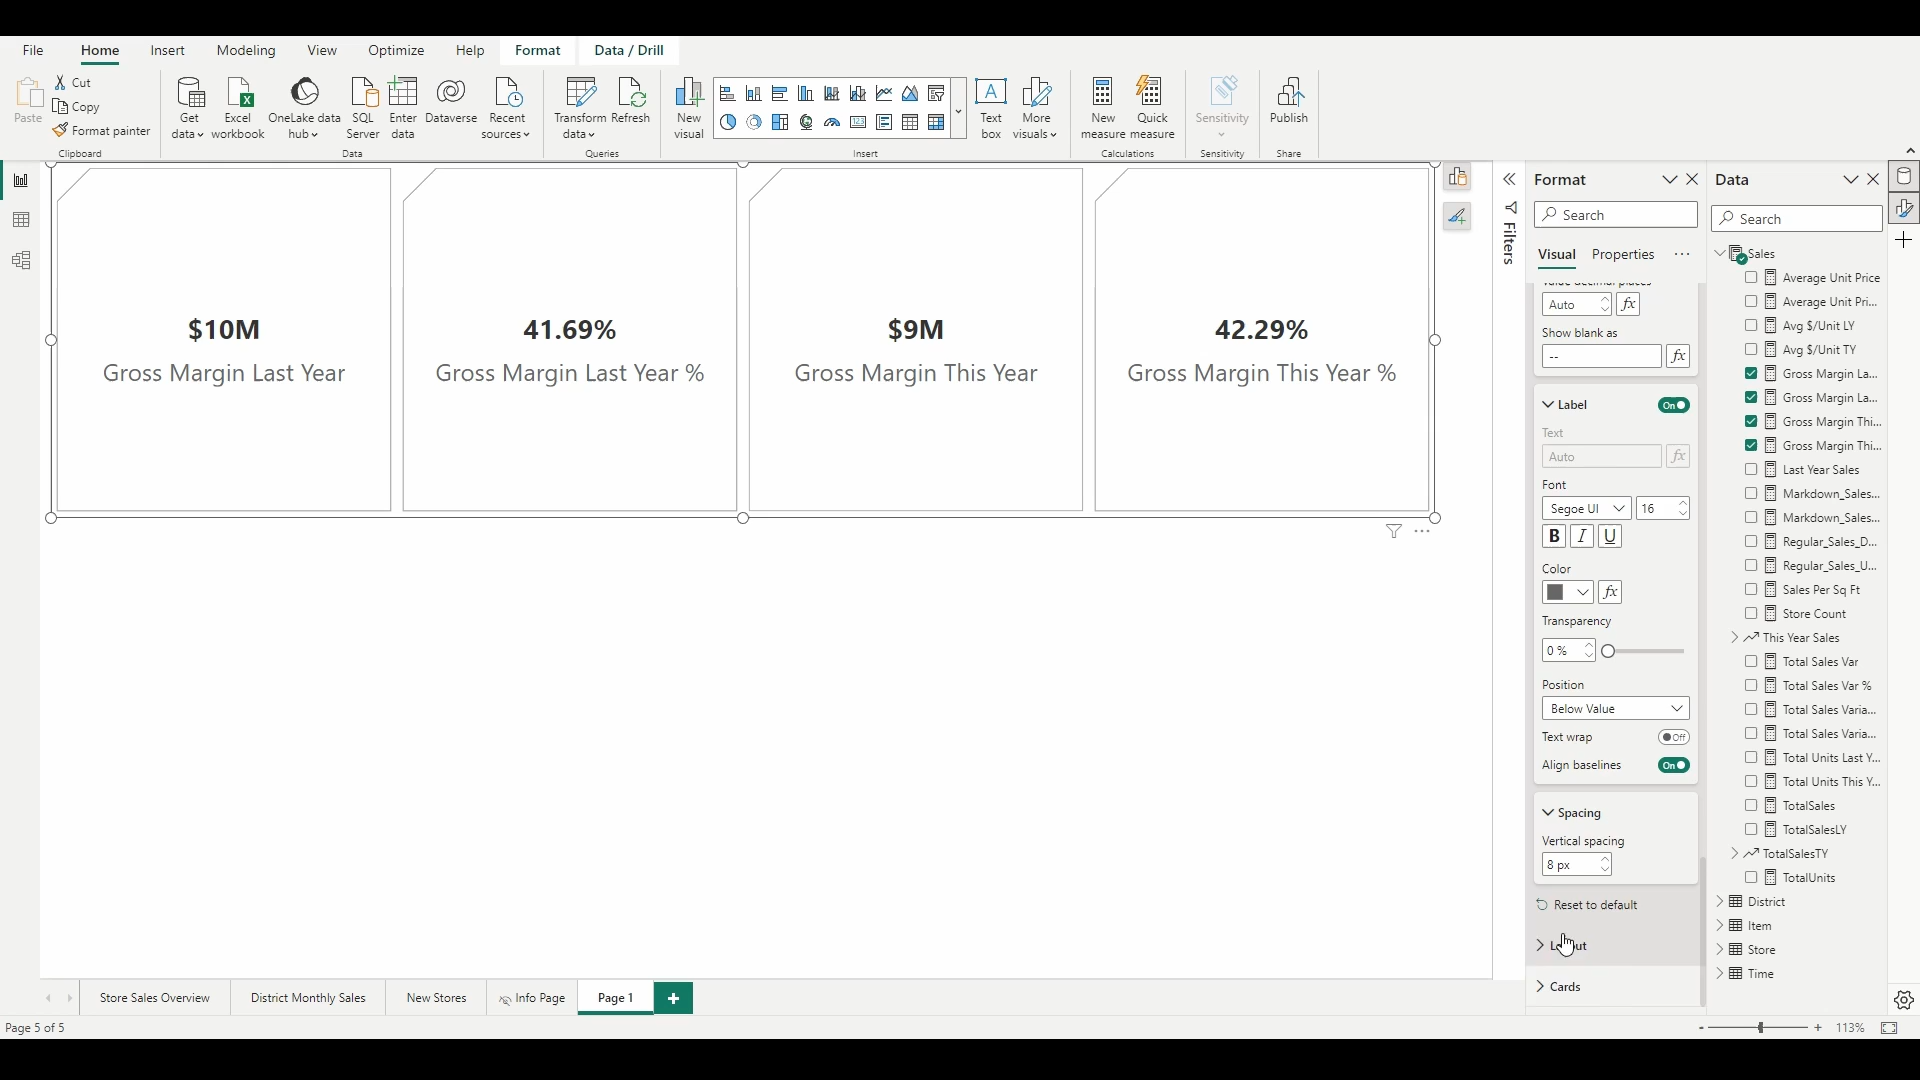 File Home Insert Modeling View Optimize Help Format Data / Drill
Paste
Cut
Copy
Format painter
Clipboard
Get data
Excel workbook
OneLake data hub
SQL Server
Enter data
Dataverse
Recent sources
Data
Transform data
Refresh
Queries
New visual
Text box
More visuals
Insert
New measure
Quick measure
Calculations
Sensitivity
Sensitivity
Publish
Share
$10M
Gross Margin Last Year
41.69%
Gross Margin Last Year %
$9M
Gross Margin This Year
42.29%
Gross Margin This Year %
Filters
Format
Search
Visual Properties
Auto
Show blank as
--
Label On
Text
Auto
Font
Segoe UI 16
B I U
Color
Transparency
0 %
Position
Below Value
Text wrap Off
Align baselines On
Spacing
Vertical spacing
8 px
Reset to default
Cards
Data
Search
Sales
Average Unit Price
Average Unit Pri...
Avg $/Unit LY
Avg $/Unit TY
Gross Margin La...
Gross Margin La...
Gross Margin Thi...
Gross Margin Thi...
Last Year Sales
Markdown_Sales...
Markdown_Sales...
Regular_Sales_D...
Regular_Sales_U...
Sales Per Sq Ft
Store Count
This Year Sales
Total Sales Var
Total Sales Var %
Total Sales Varia...
Total Sales Varia...
Total Units Last Y...
Total Units This Y...
TotalSales
TotalSalesLY
TotalSalesTY
TotalUnits
District
Item
Store
Time
Store Sales Overview District Monthly Sales New Stores Info Page Page 1
Page 5 of 5
113%